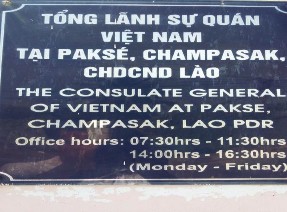 TỔNG LÃNH SỰ QUÁN
VIỆT NAM
TẠI PAKSÉ, CHAMPASAK,
CHDCND LÀO
THE CONSULATE GENERAL
OF VIETNAM AT PAKSE,
CHAMPASAK, LAO PDR
Office hours: 07:30hrs - 11:30hrs
14:00hrs - 16:30hrs
(Monday - Friday)